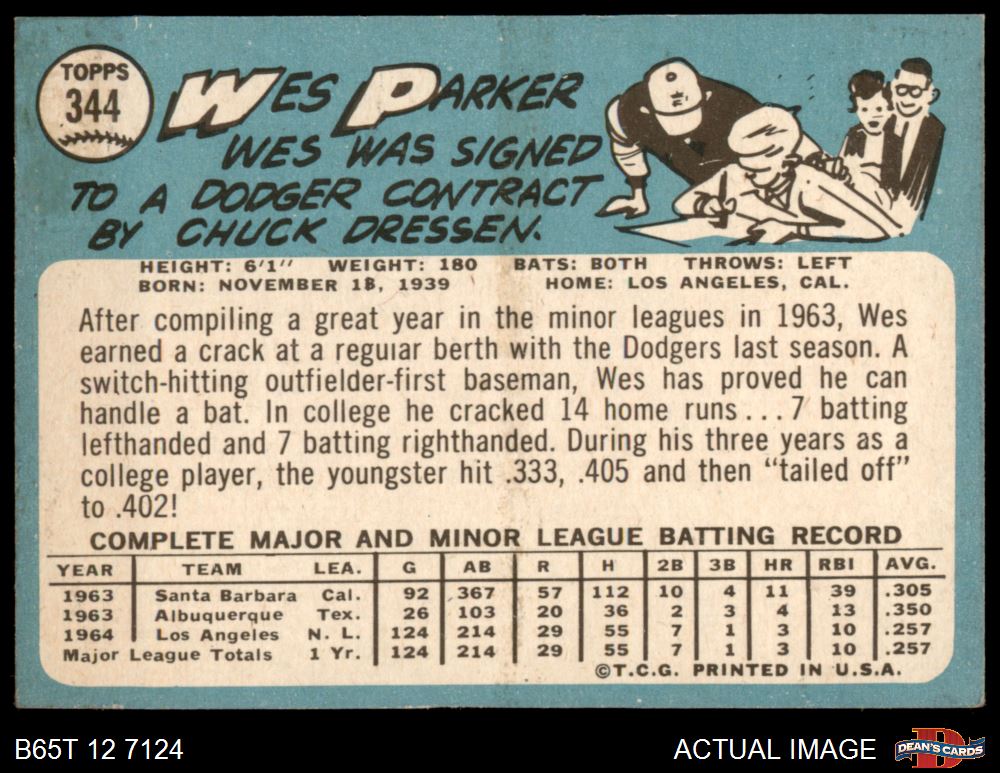 TOPPS
344
WES PARKER
WES WAS SIGNED
TO A DODGER CONTRACT
BY CHUCK DRESSEN.
HEIGHT: 6'1" WEIGHT: 180 BATS: BOTH THROWS: LEFT
BORN: NOVEMBER 13, 1939 HOME: LOS ANGELES, CAL.
After compiling a great year in the minor leagues in 1963, Wes
earned a crack at a regular berth with the Dodgers last season. A
switch-hitting outfielder-first baseman, Wes has proved he can
handle a bat. In college he cracked 14 home runs...7 batting
lefthanded and 7 batting righthanded. During his three years as a
college player, the youngster hit .333, .405 and then “tailed off”
to .402!
COMPLETE MAJOR AND MINOR LEAGUE BATTING RECORD
YEAR TEAM LEA. G AB R H 2B 3B HR RBI AVG.
1963 Santa Barbara Cal. 92 367 57 112 10 4 11 39 .305
1963 Albuquerque Tex. 26 103 20 36 2 3 4 13 .350
1964 Los Angeles N. L. 124 214 29 55 7 1 3 10 .257
Major League Totals 1 Yr. 124 214 29 55 7 1 3 10 .257
©T.C.G. PRINTED IN U.S.A.
B65T 12 7124
ACTUAL IMAGE
D
DEAN'S CARDS